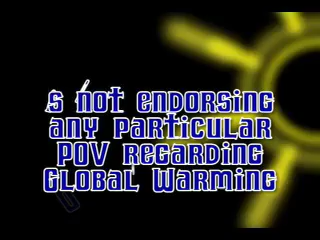 s not endorsing
any particular
POV regarding
Global Warming